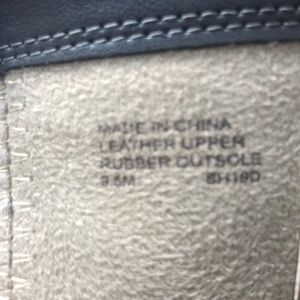 MADE IN CHINA
LEATHER UPPER
RUBBER OUTSOLE
9.5M